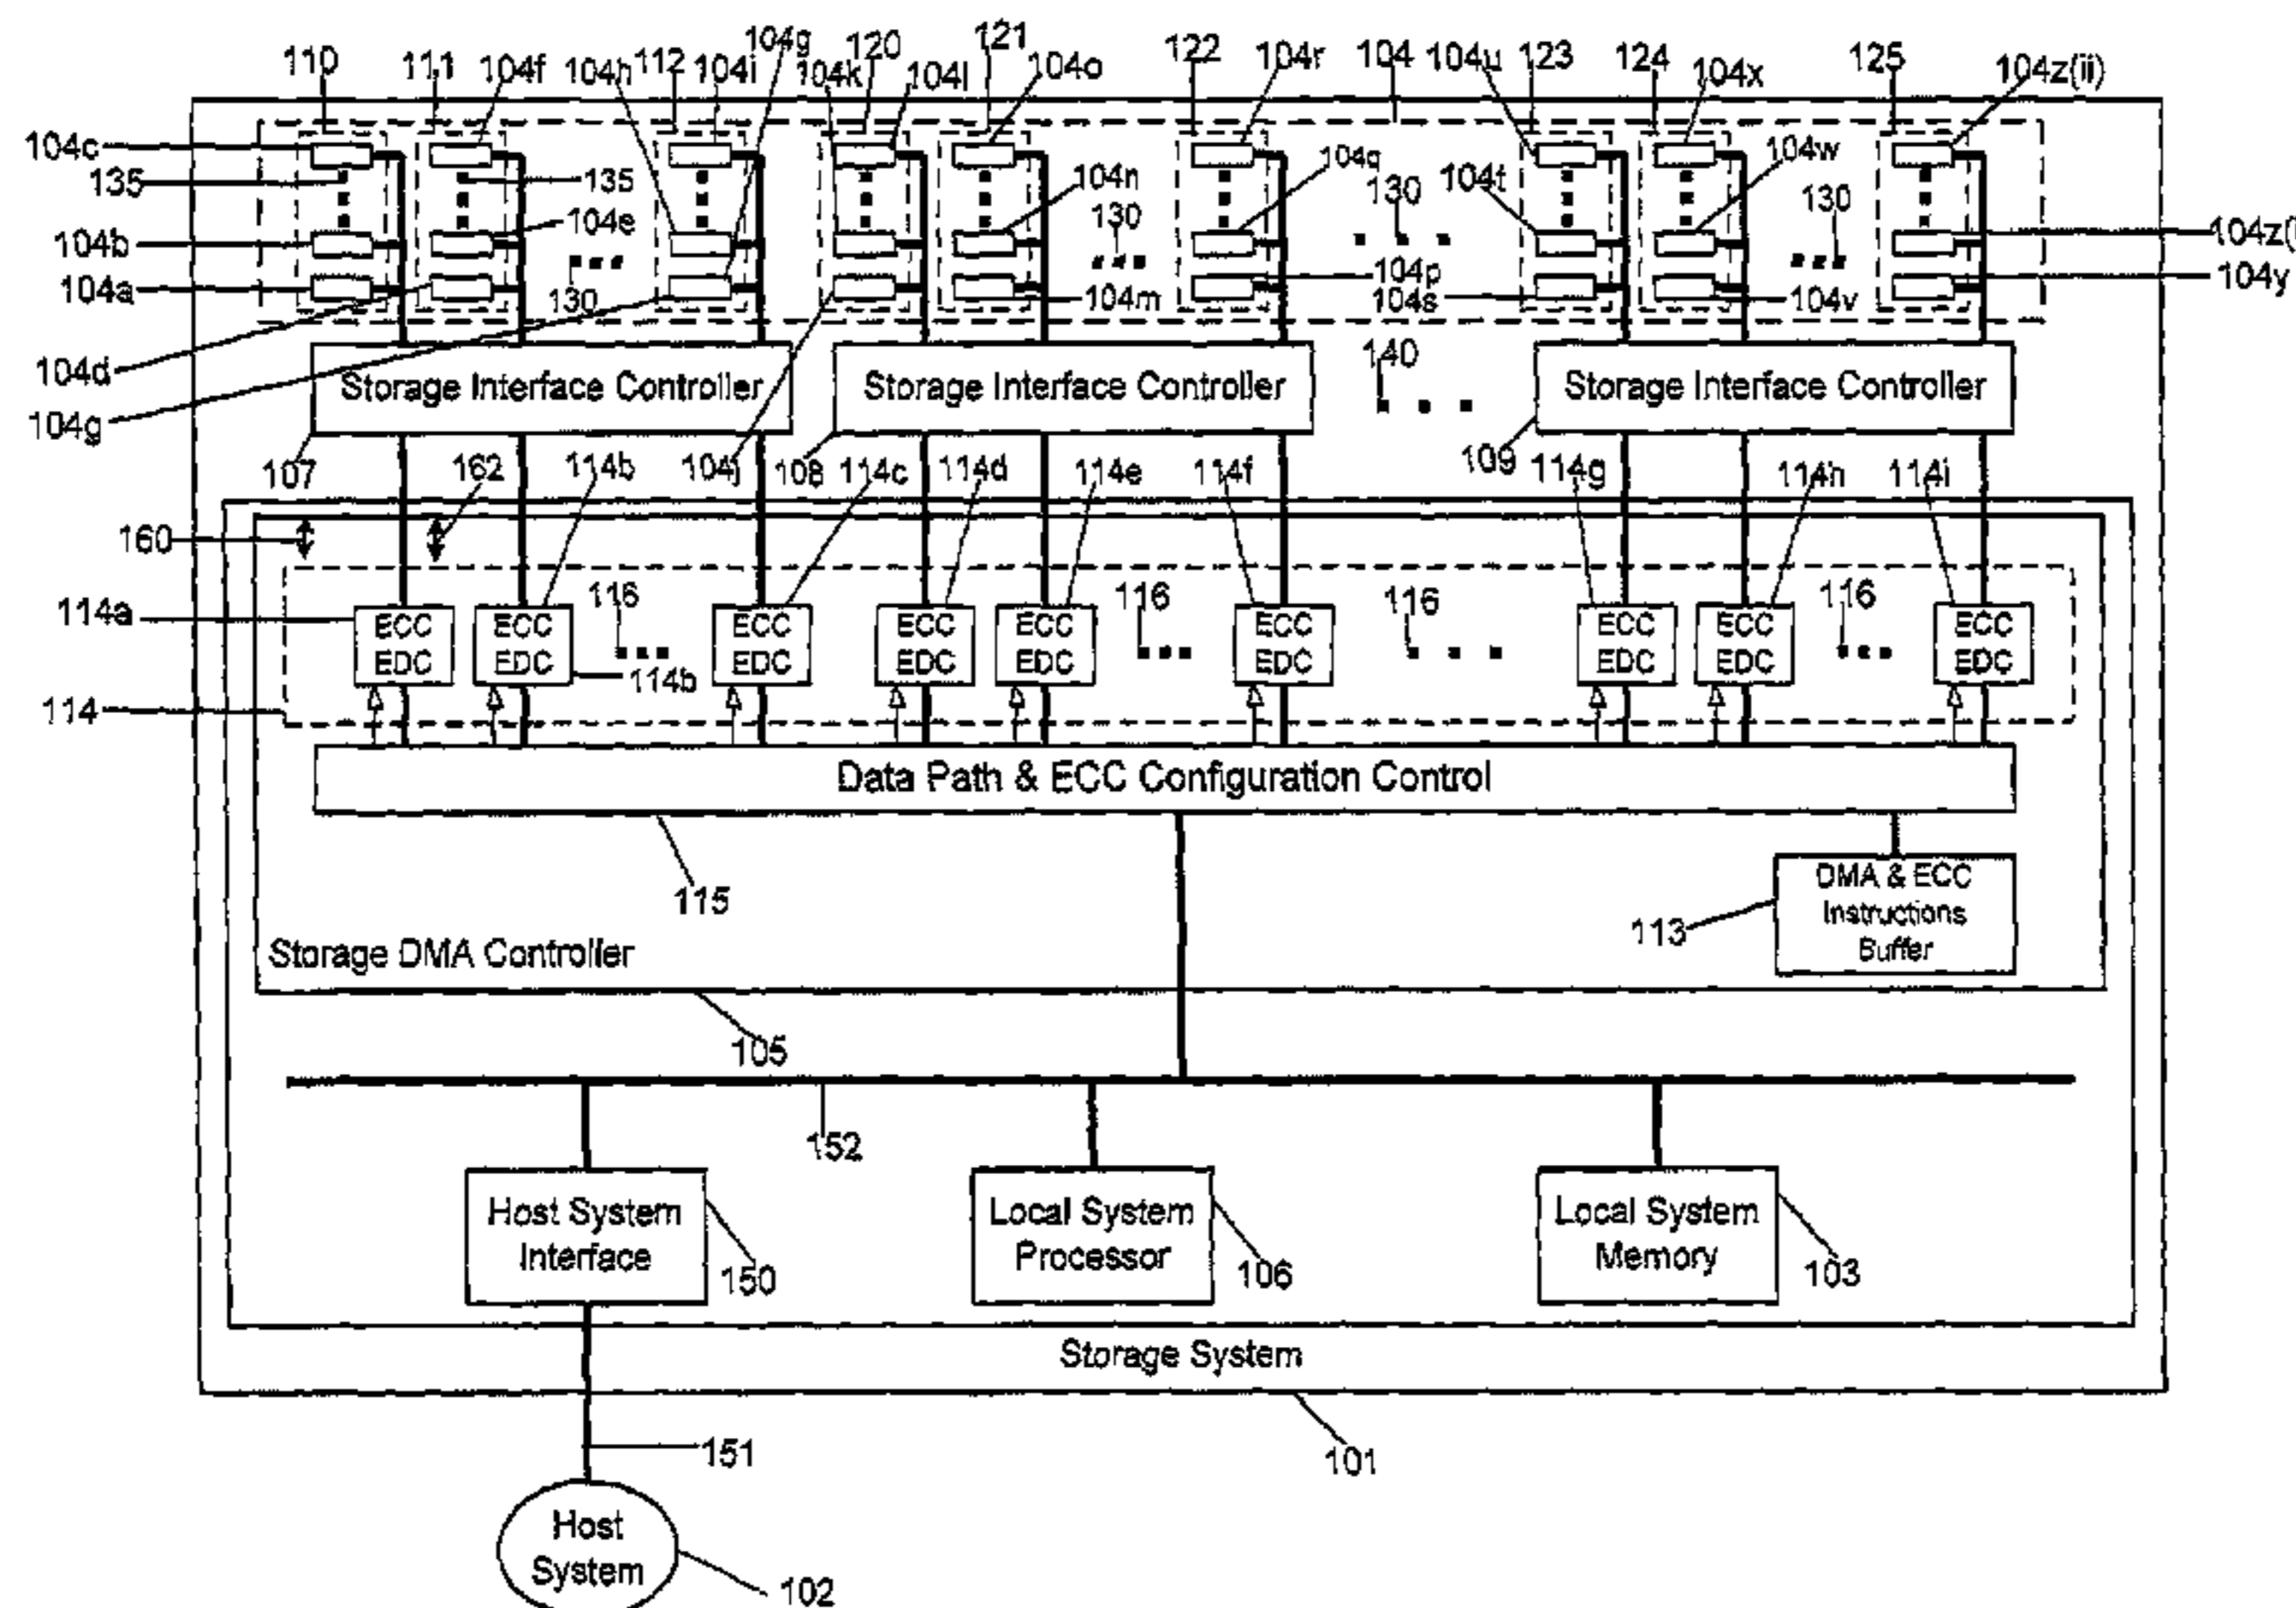 110 111 104f 104h 112 104i 104g 104k 120 104l 121 104o 122 104r 104 104u 123 124 104x 125 104z(ii)
104c
135 135 104n 104q 130 104t 104w 130
104b 104e 130 104z(i
104a 130 104m 104p 104s 104v 104y
104d 140
Storage Interface Controller Storage Interface Controller Storage Interface Controller
104g
107 162 114b 104j 108 114c 114d 114e 114f 109 114g 114h 114i
160
116 116 116 116
114a ECC ECC ECC ECC ECC ECC ECC ECC ECC
EDC EDC EDC EDC EDC EDC EDC EDC EDC
114b
114
Data Path & ECC Configuration Control
115
DMA & ECC
Instructions
Buffer
113
Storage DMA Controller
105
152
Host System
Interface
150
Local System
Processor
106
Local System
Memory
103
Storage System
151
101
Host
System
102